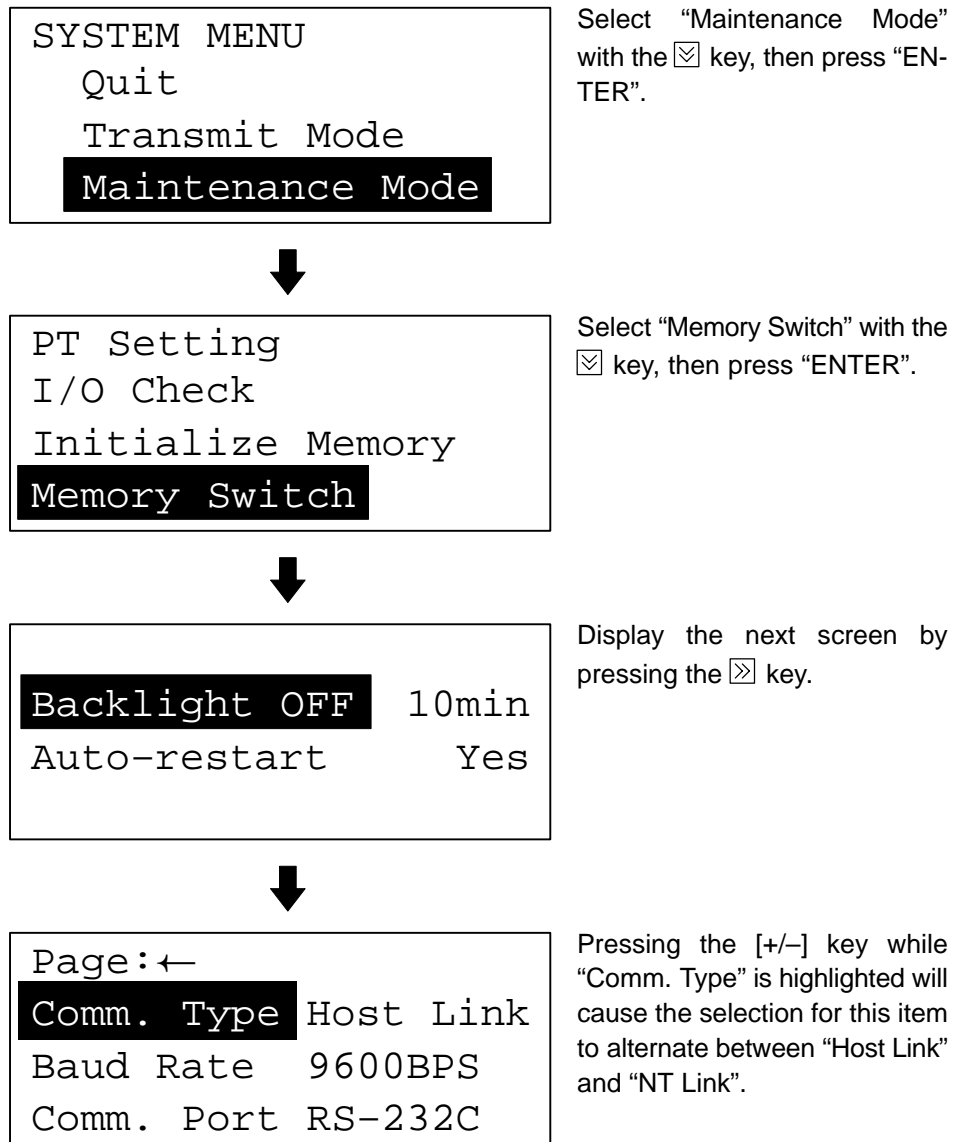 SYSTEM MENU
Quit
Transmit Mode
Maintenance Mode
Select “Maintenance Mode”
with the key, then press “EN-
TER”.
PT Setting
I/O Check
Initialize Memory
Memory Switch
Select “Memory Switch” with the
key, then press “ENTER”.
Backlight OFF 10min
Auto-restart Yes
Display the next screen by
pressing the key.
Page:←
Comm. Type Host Link
Baud Rate 9600BPS
Comm. Port RS-232C
Pressing the [+/–] key while
“Comm. Type” is highlighted will
cause the selection for this item
to alternate between “Host Link”
and “NT Link”.